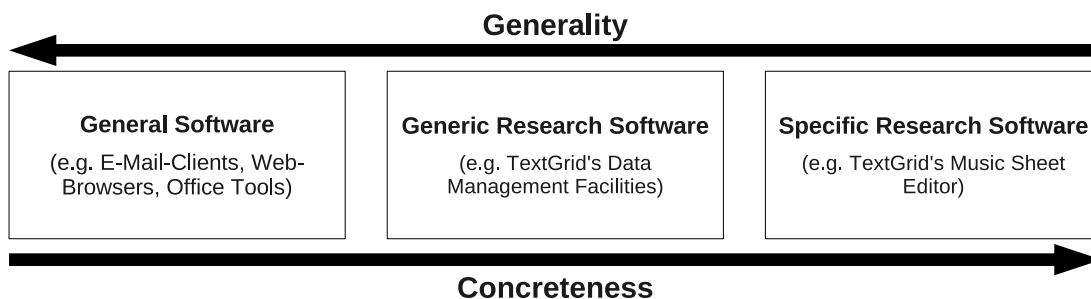 Generality
General Software
(e.g. E-Mail-Clients, Web-
Browsers, Office Tools)
Generic Research Software
(e.g. TextGrid's Data
Management Facilities)
Specific Research Software
(e.g. TextGrid's Music Sheet
Editor)
Concreteness